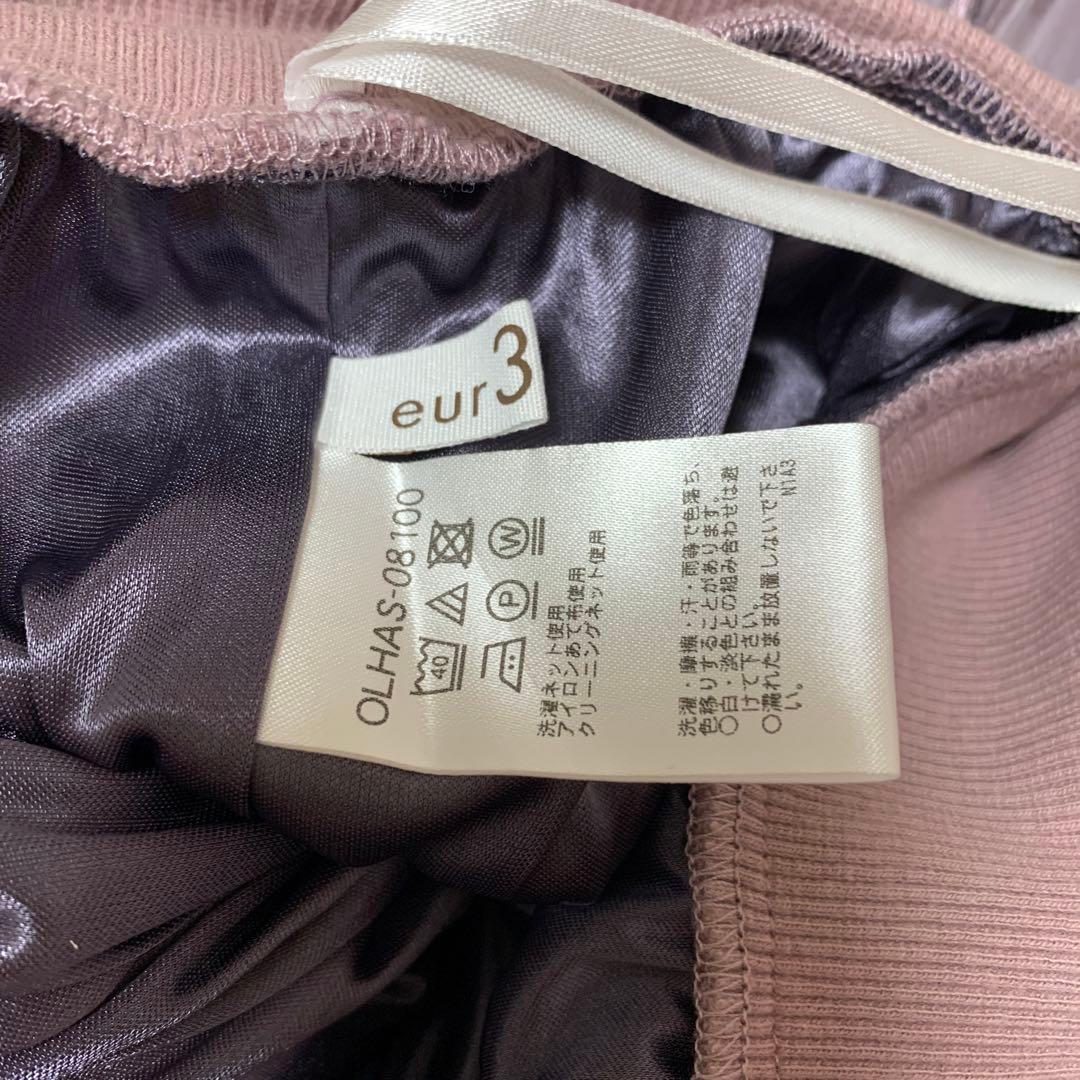 eur3
OLHAS-08100
40
P
W
洗濯ネット使用
アイロンあて布使用
クリーニングネット使用
洗濯・摩擦・汗・雨等で色落ち、
色移りすることがあります。
○白・淡色との組み合わせは避
けて下さい。
○濡れたまま放置しないで下さ
い。
N1A3